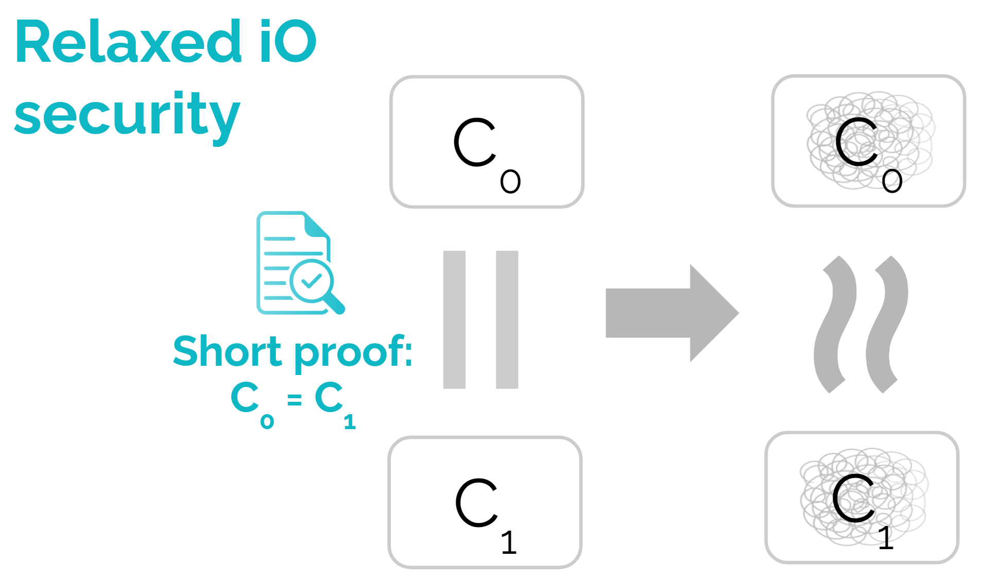 Relaxed iO
security
C₀
C₀
Short proof:
C₀ = C₁
C₁
C₁